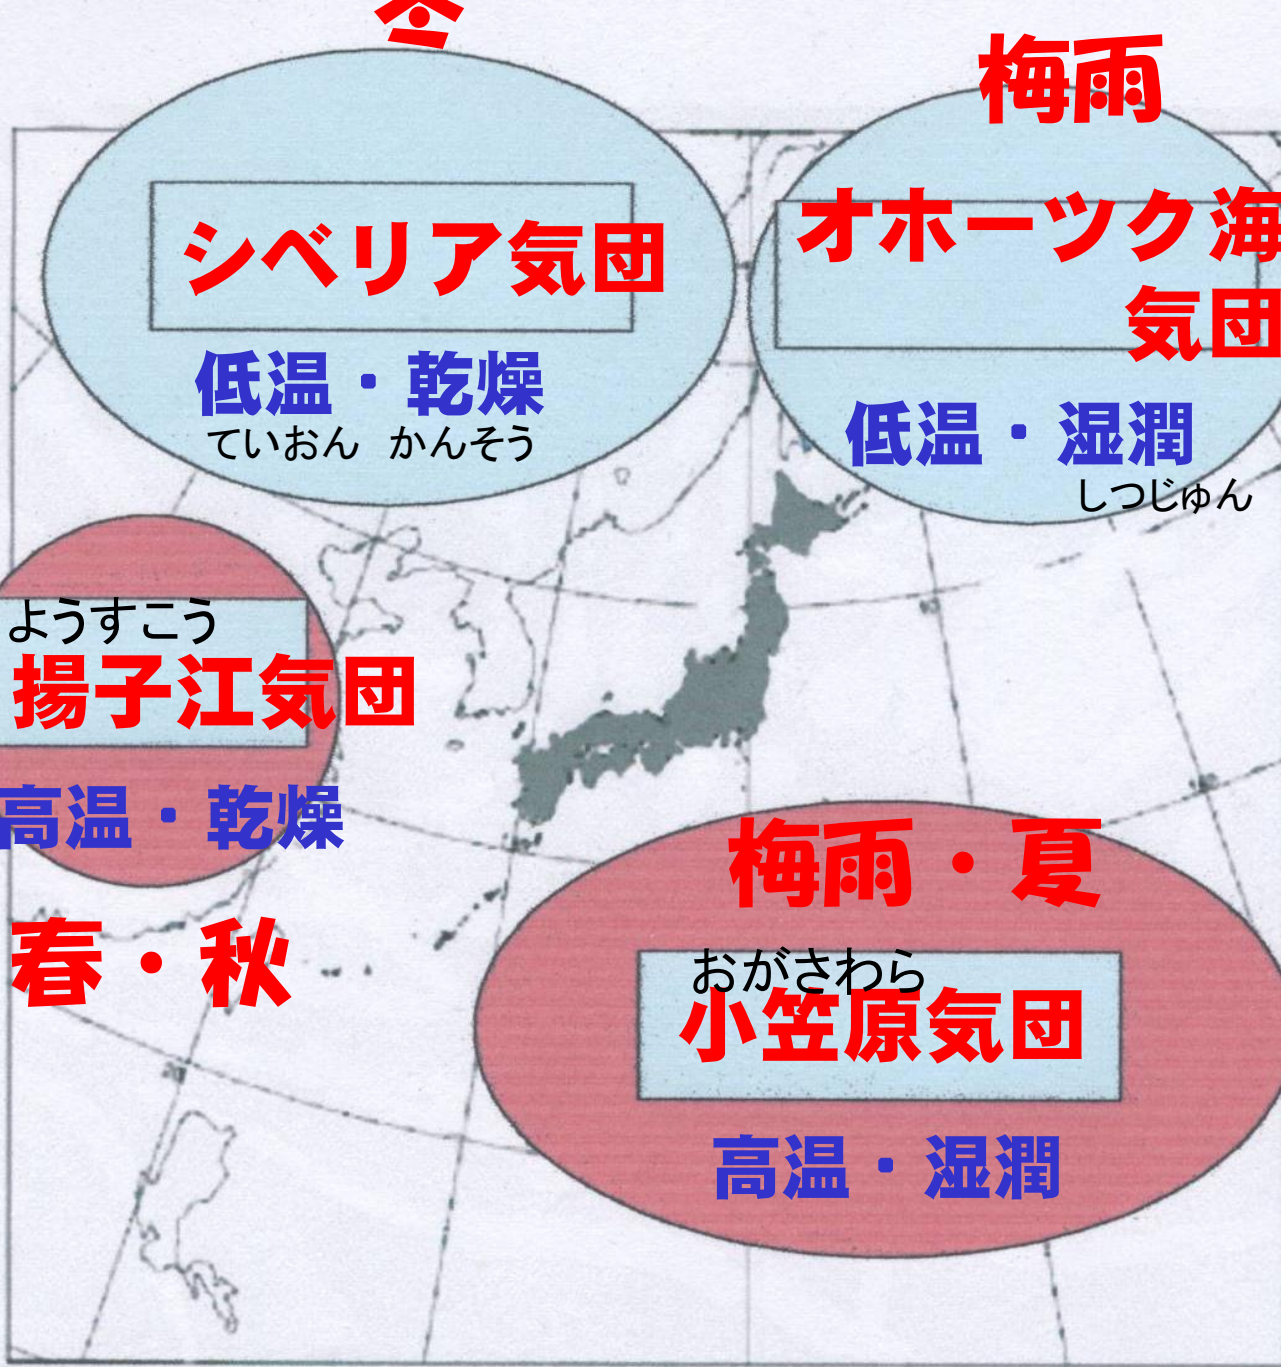 冬
梅雨
シベリア気団
オホーツク海
気団
低温・乾燥
ていおん かんそう
低温・湿潤
しつじゅん
ようすこう
揚子江気団
高温・乾燥
春・秋
梅雨・夏
おがさわら
小笠原気団
高温・湿潤